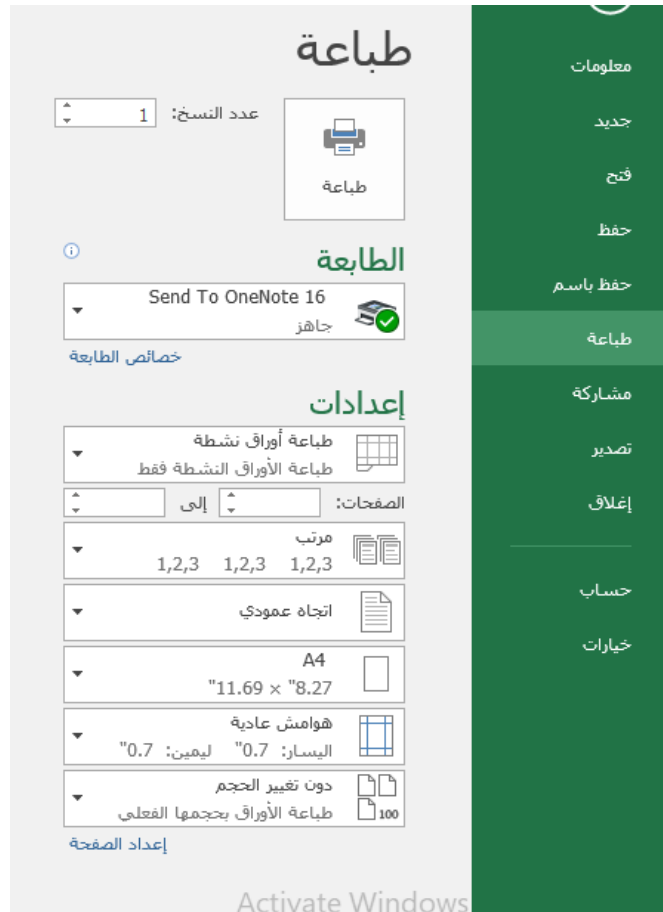 معلومات
جديد
فتح
حفظ
حفظ باسم
طباعة
مشاركة
تصدير
إغلاق
حساب
خيارات
طباعة
عدد النسخ: 1
طباعة
الطابعة
Send To OneNote 16
جاهز
خصائص الطابعة
إعدادات
طباعة أوراق نشطة
طباعة الأوراق النشطة فقط
الصفحات: إلى
مرتب
1,2,3 1,2,3 1,2,3
اتجاه عمودي
A4
8.27" × 11.69"
هوامش عادية
اليسار: 0.7" ليمين: 0.7"
دون تغيير الحجم
طباعة الأوراق بحجمها الفعلي
100
إعداد الصفحة
Activate Windows